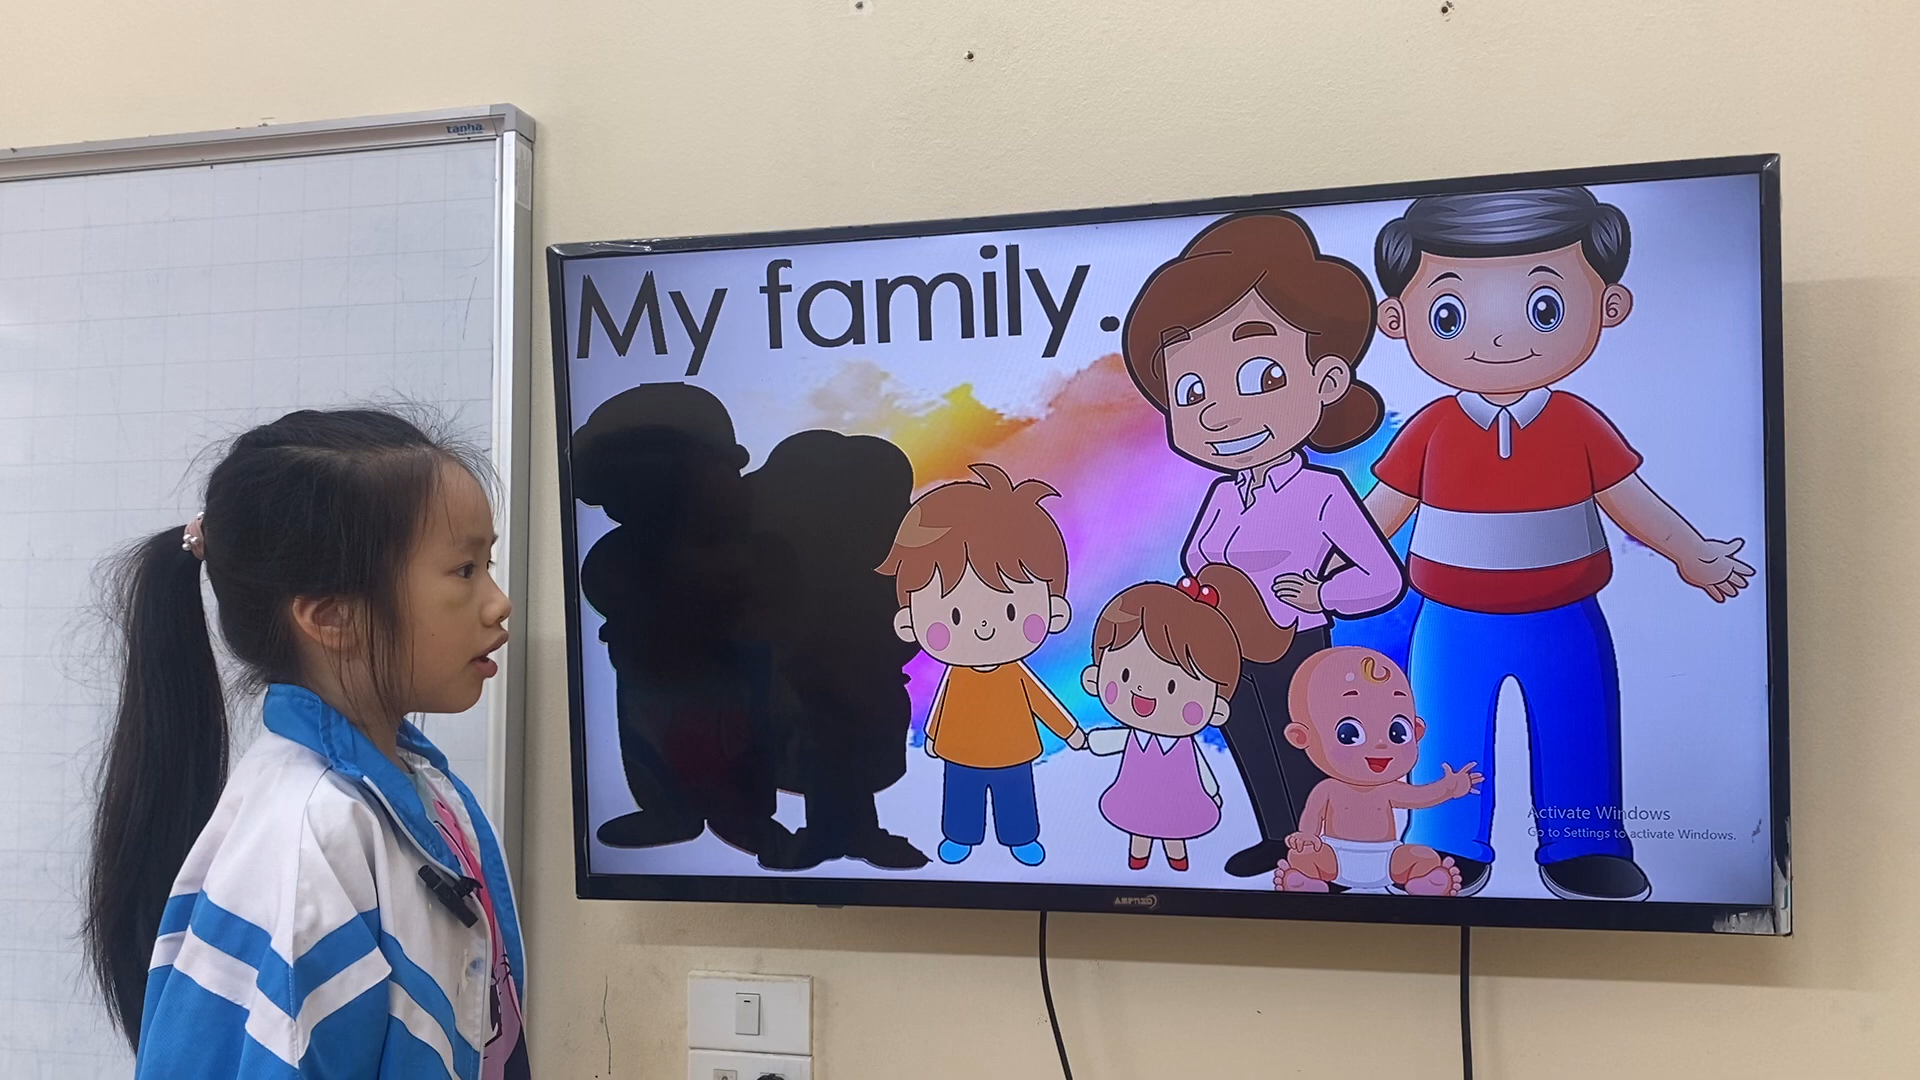 tanha
My family.
Activate Windows
Go to Settings to activate Windows.